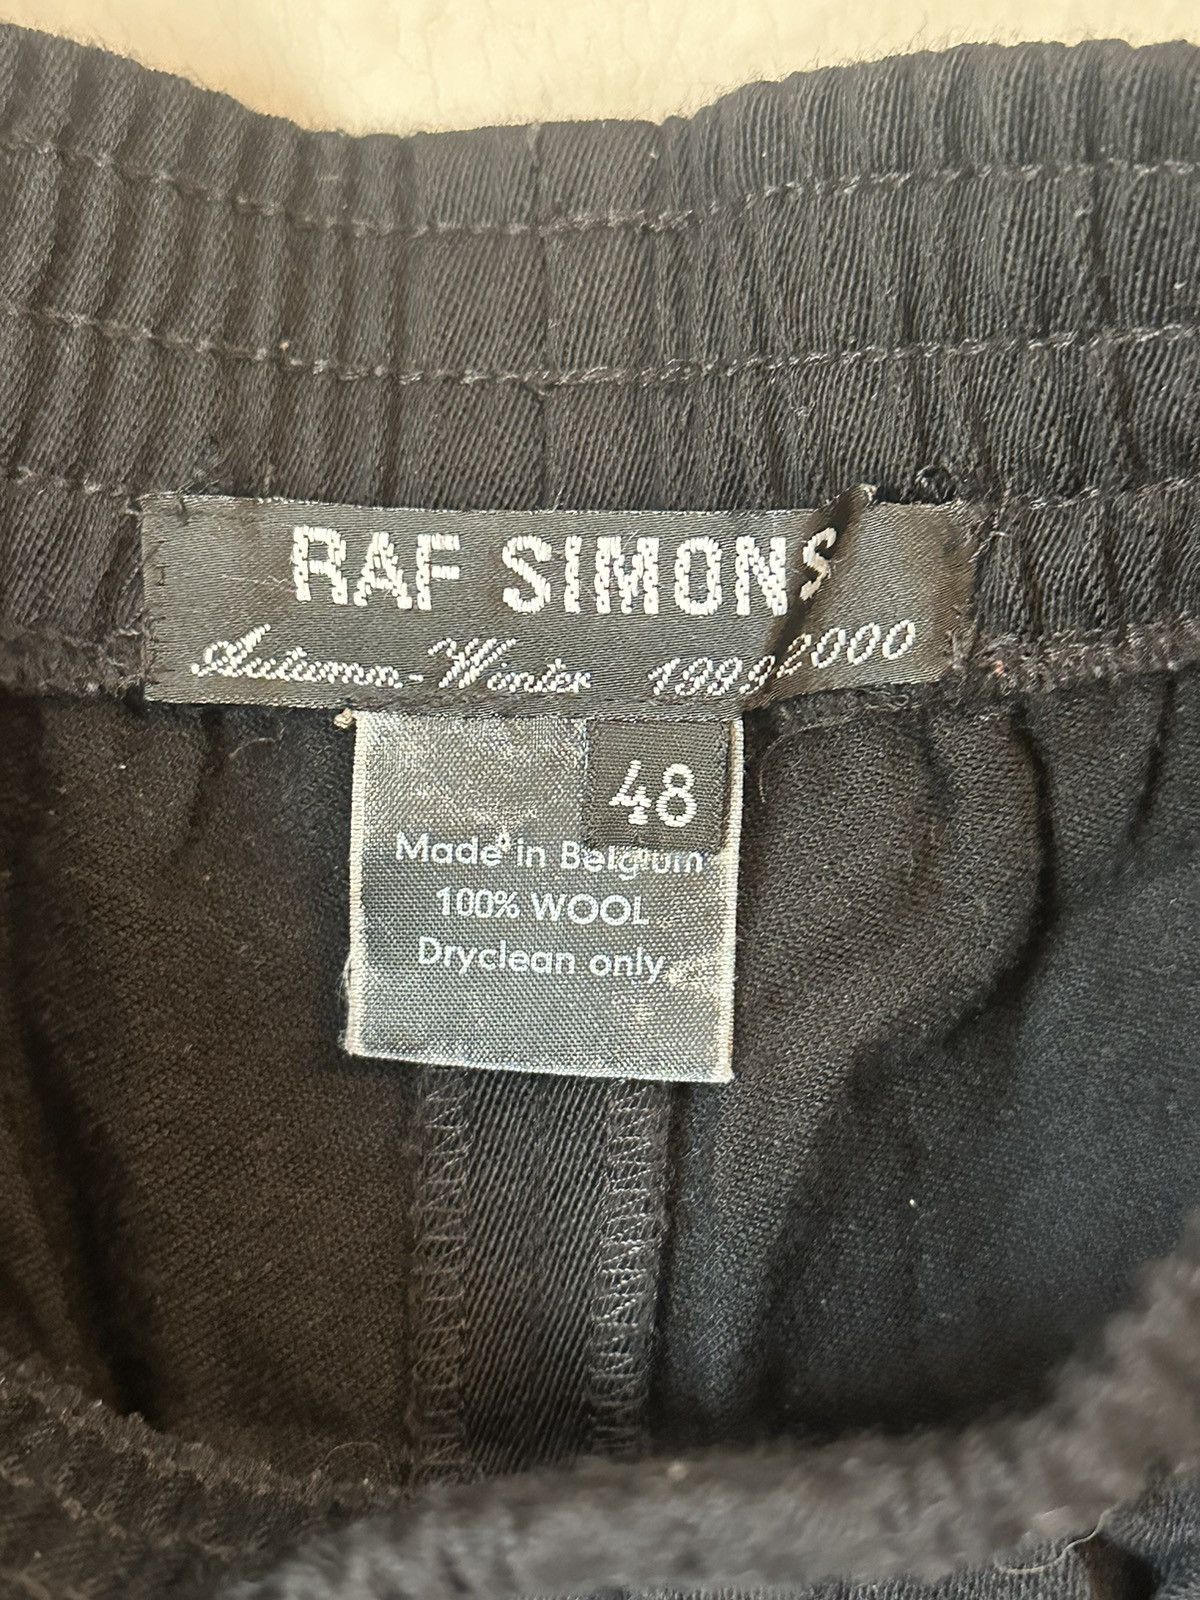 RAF SIMONS
Autumn-Winter 1999-2000
48
Made in Belgium
100% WOOL
Dryclean only